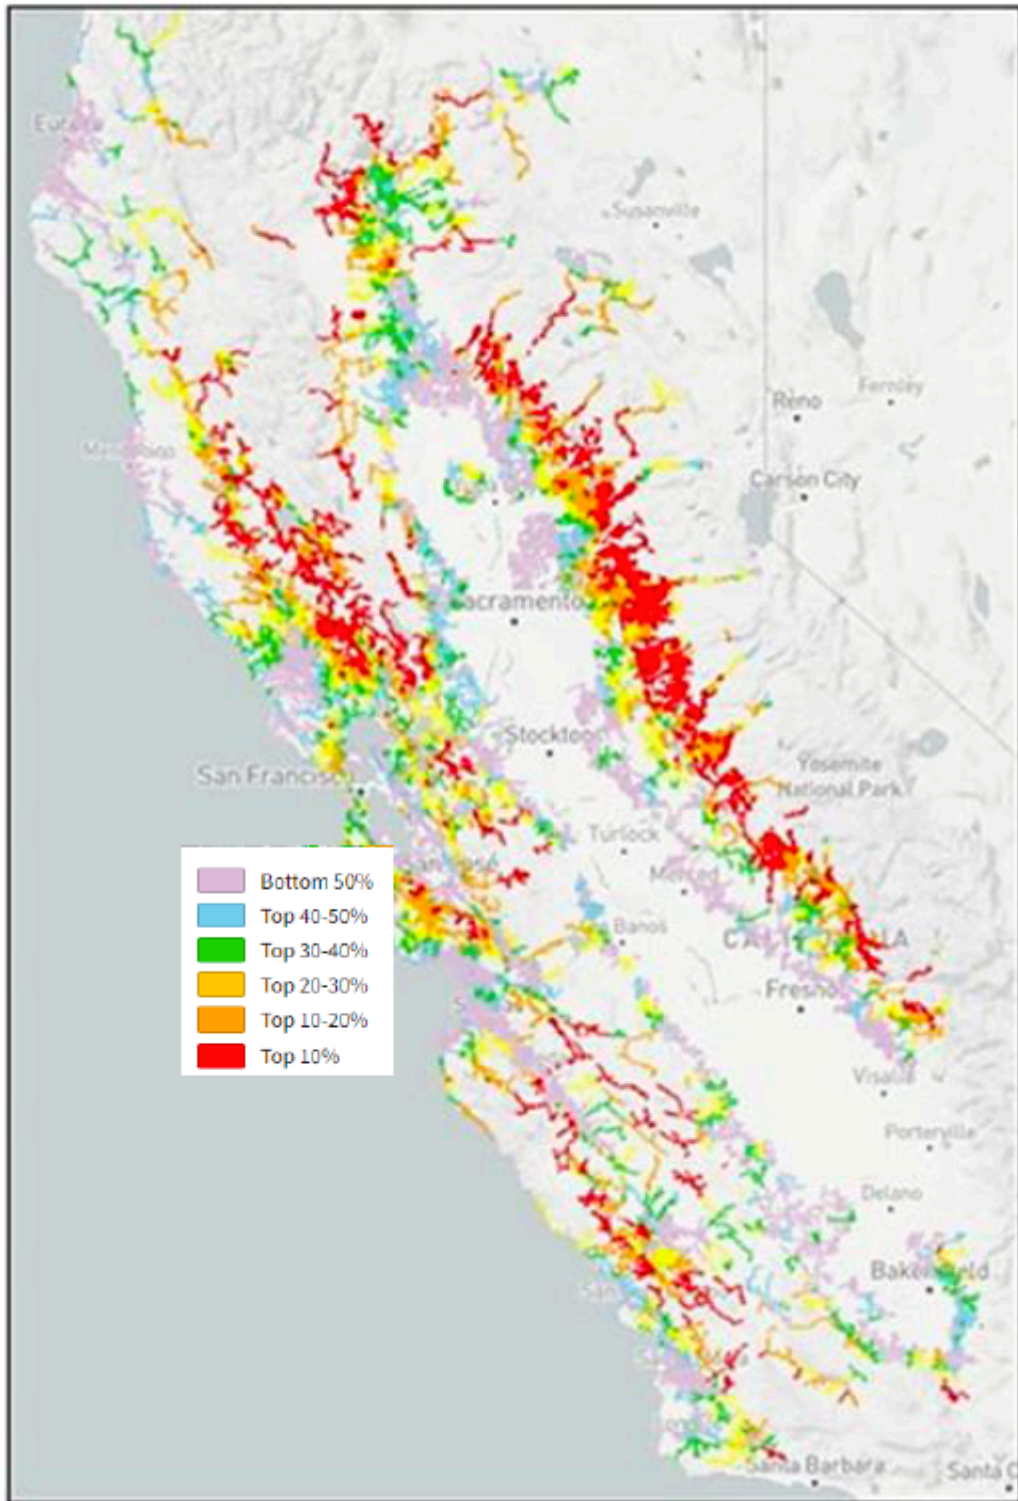 Susanville
Reno
Fernley
Carson City
Sacramento
Stockton
San Francisco
Yosemite
National Park
Turlock
Merced
Banos
Fresno
Visalia
Porterville
Delano
Bakersfield
Santa Barbara
Santa C
Bottom 50%
Top 40-50%
Top 30-40%
Top 20-30%
Top 10-20%
Top 10%